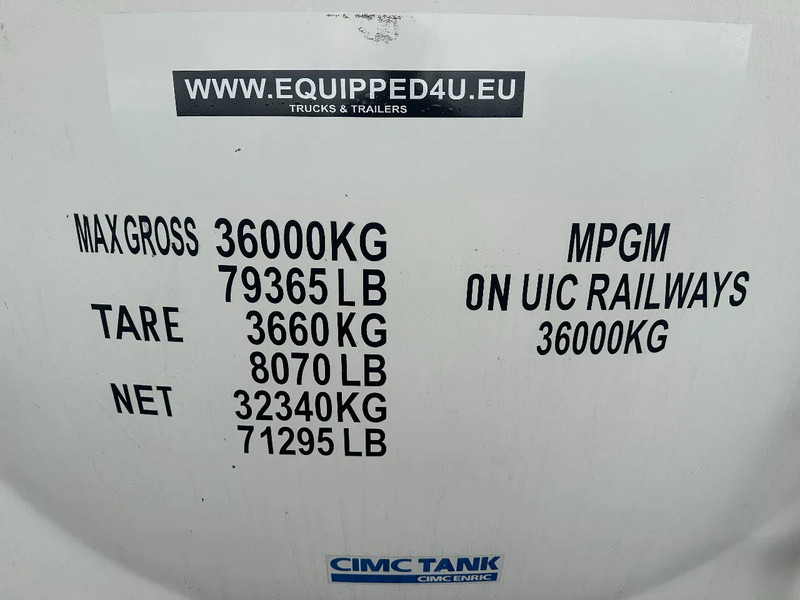 WWW.EQUIPPED4U.EU
TRUCKS & TRAILERS
MAX GROSS 36000KG
79365 LB
TARE 3660 KG
8070 LB
NET 32340KG
71295 LB
MPGM
ON UIC RAILWAYS
36000KG
CIMC TANK
CIMC ENRIC